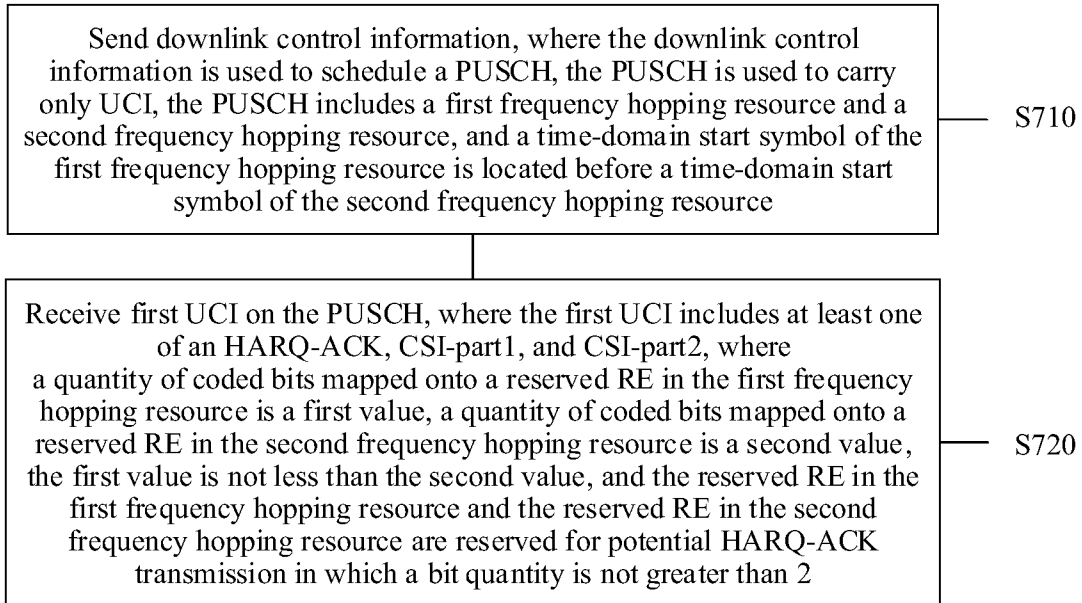 Send downlink control information, where the downlink control
information is used to schedule a PUSCH, the PUSCH is used to carry
only UCI, the PUSCH includes a first frequency hopping resource and a
second frequency hopping resource, and a time-domain start symbol of
the first frequency hopping resource is located before a time-domain
start symbol of the second frequency hopping resource
S710
Receive first UCI on the PUSCH, where the first UCI includes at least one
of an HARQ-ACK, CSI-part1, and CSI-part2, where
a quantity of coded bits mapped onto a reserved RE in the first frequency
hopping resource is a first value, a quantity of coded bits mapped onto a
reserved RE in the second frequency hopping resource is a second value,
the first value is not less than the second value, and the reserved RE in the
first frequency hopping resource and the reserved RE in the second
frequency hopping resource are reserved for potential HARQ-ACK
transmission in which a bit quantity is not greater than 2
S720